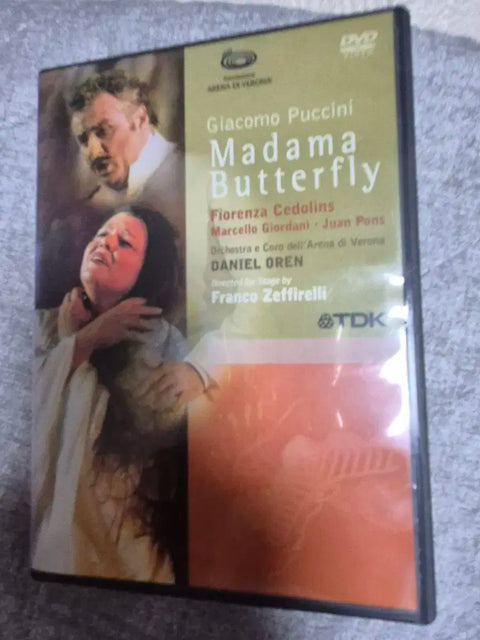 ARENA DI VERONA
DVD
VIDEO
Giacomo Puccini
Madama
Butterfly
Fiorenza Cedolins
Marcello Giordani · Juan Pons
Orchestra e Coro dell'Arena di Verona
DANIEL OREN
Directed for Stage by
Franco Zeffirelli
TDK